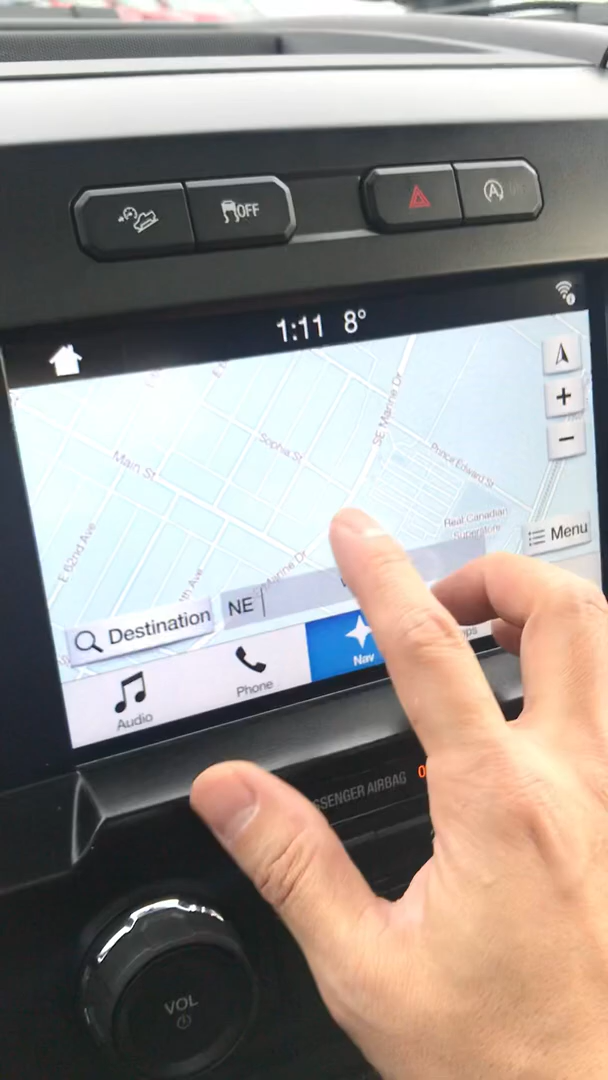 OFF
1:11 8°
SE Marine Dr
Sophia St
Main St
Ponce Edward St
+
Real Canadian
Superstore
−
Menu
E 62nd Ave
Marine Dr
Destination
NE
Audio
Phone
Nav
PASSENGER AIRBAG
VOL